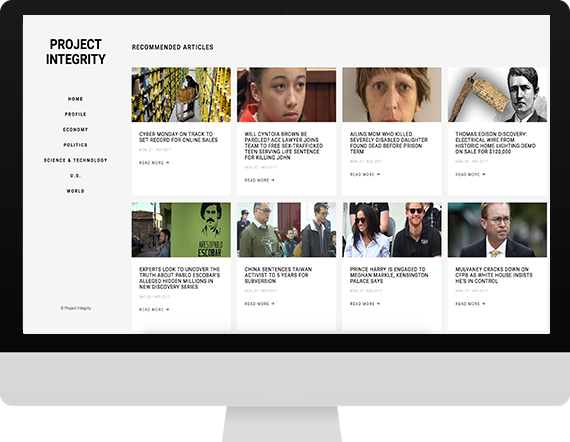 PROJECT
INTEGRITY
HOME
PROFILE
ECONOMY
POLITICS
SCIENCE & TECHNOLOGY
U.S.
WORLD
© Project Integrity
RECOMMENDED ARTICLES
CYBER MONDAY ON TRACK TO
SET RECORD FOR ONLINE SALES
MON, 27 - NOV-2017
READ MORE →
WILL CYNTOIA BROWN BE
PAROLED? ACE LAWYER JOINS
TEAM TO FREE SEX-TRAFFICKED
TEEN SERVING LIFE SENTENCE
FOR KILLING JOHN
MON, 27 - NOV-2017
READ MORE →
AILING MOM WHO KILLED
SEVERELY DISABLED DAUGHTER
FOUND DEAD BEFORE PRISON
TERM
MON, 27 - NOV-2017
READ MORE →
THOMAS EDISON DISCOVERY:
ELECTRICAL WIRE FROM
HISTORIC HOME LIGHTING DEMO
ON SALE FOR $120,000
NOV-2017
READ MORE →
PABLO
ESCOBAR
EXPERTS LOOK TO UNCOVER THE
TRUTH ABOUT PABLO ESCOBAR'S
ALLEGED HIDDEN MILLIONS IN
NEW DISCOVERY SERIES
NOV-2017
READ MORE →
CHINA SENTENCES TAIWAN
ACTIVIST TO 5 YEARS FOR
SUBVERSION
MON, 27 - NOV-2017
READ MORE →
PRINCE HARRY IS ENGAGED TO
MEGHAN MARKLE, KENSINGTON
PALACE SAYS
MON, 27 - NOV-2017
READ MORE →
MULVANEY CRACKS DOWN ON
CFPB AS WHITE HOUSE INSISTS
HE'S IN CONTROL
MON, 27 - NOV-2017
READ MORE →